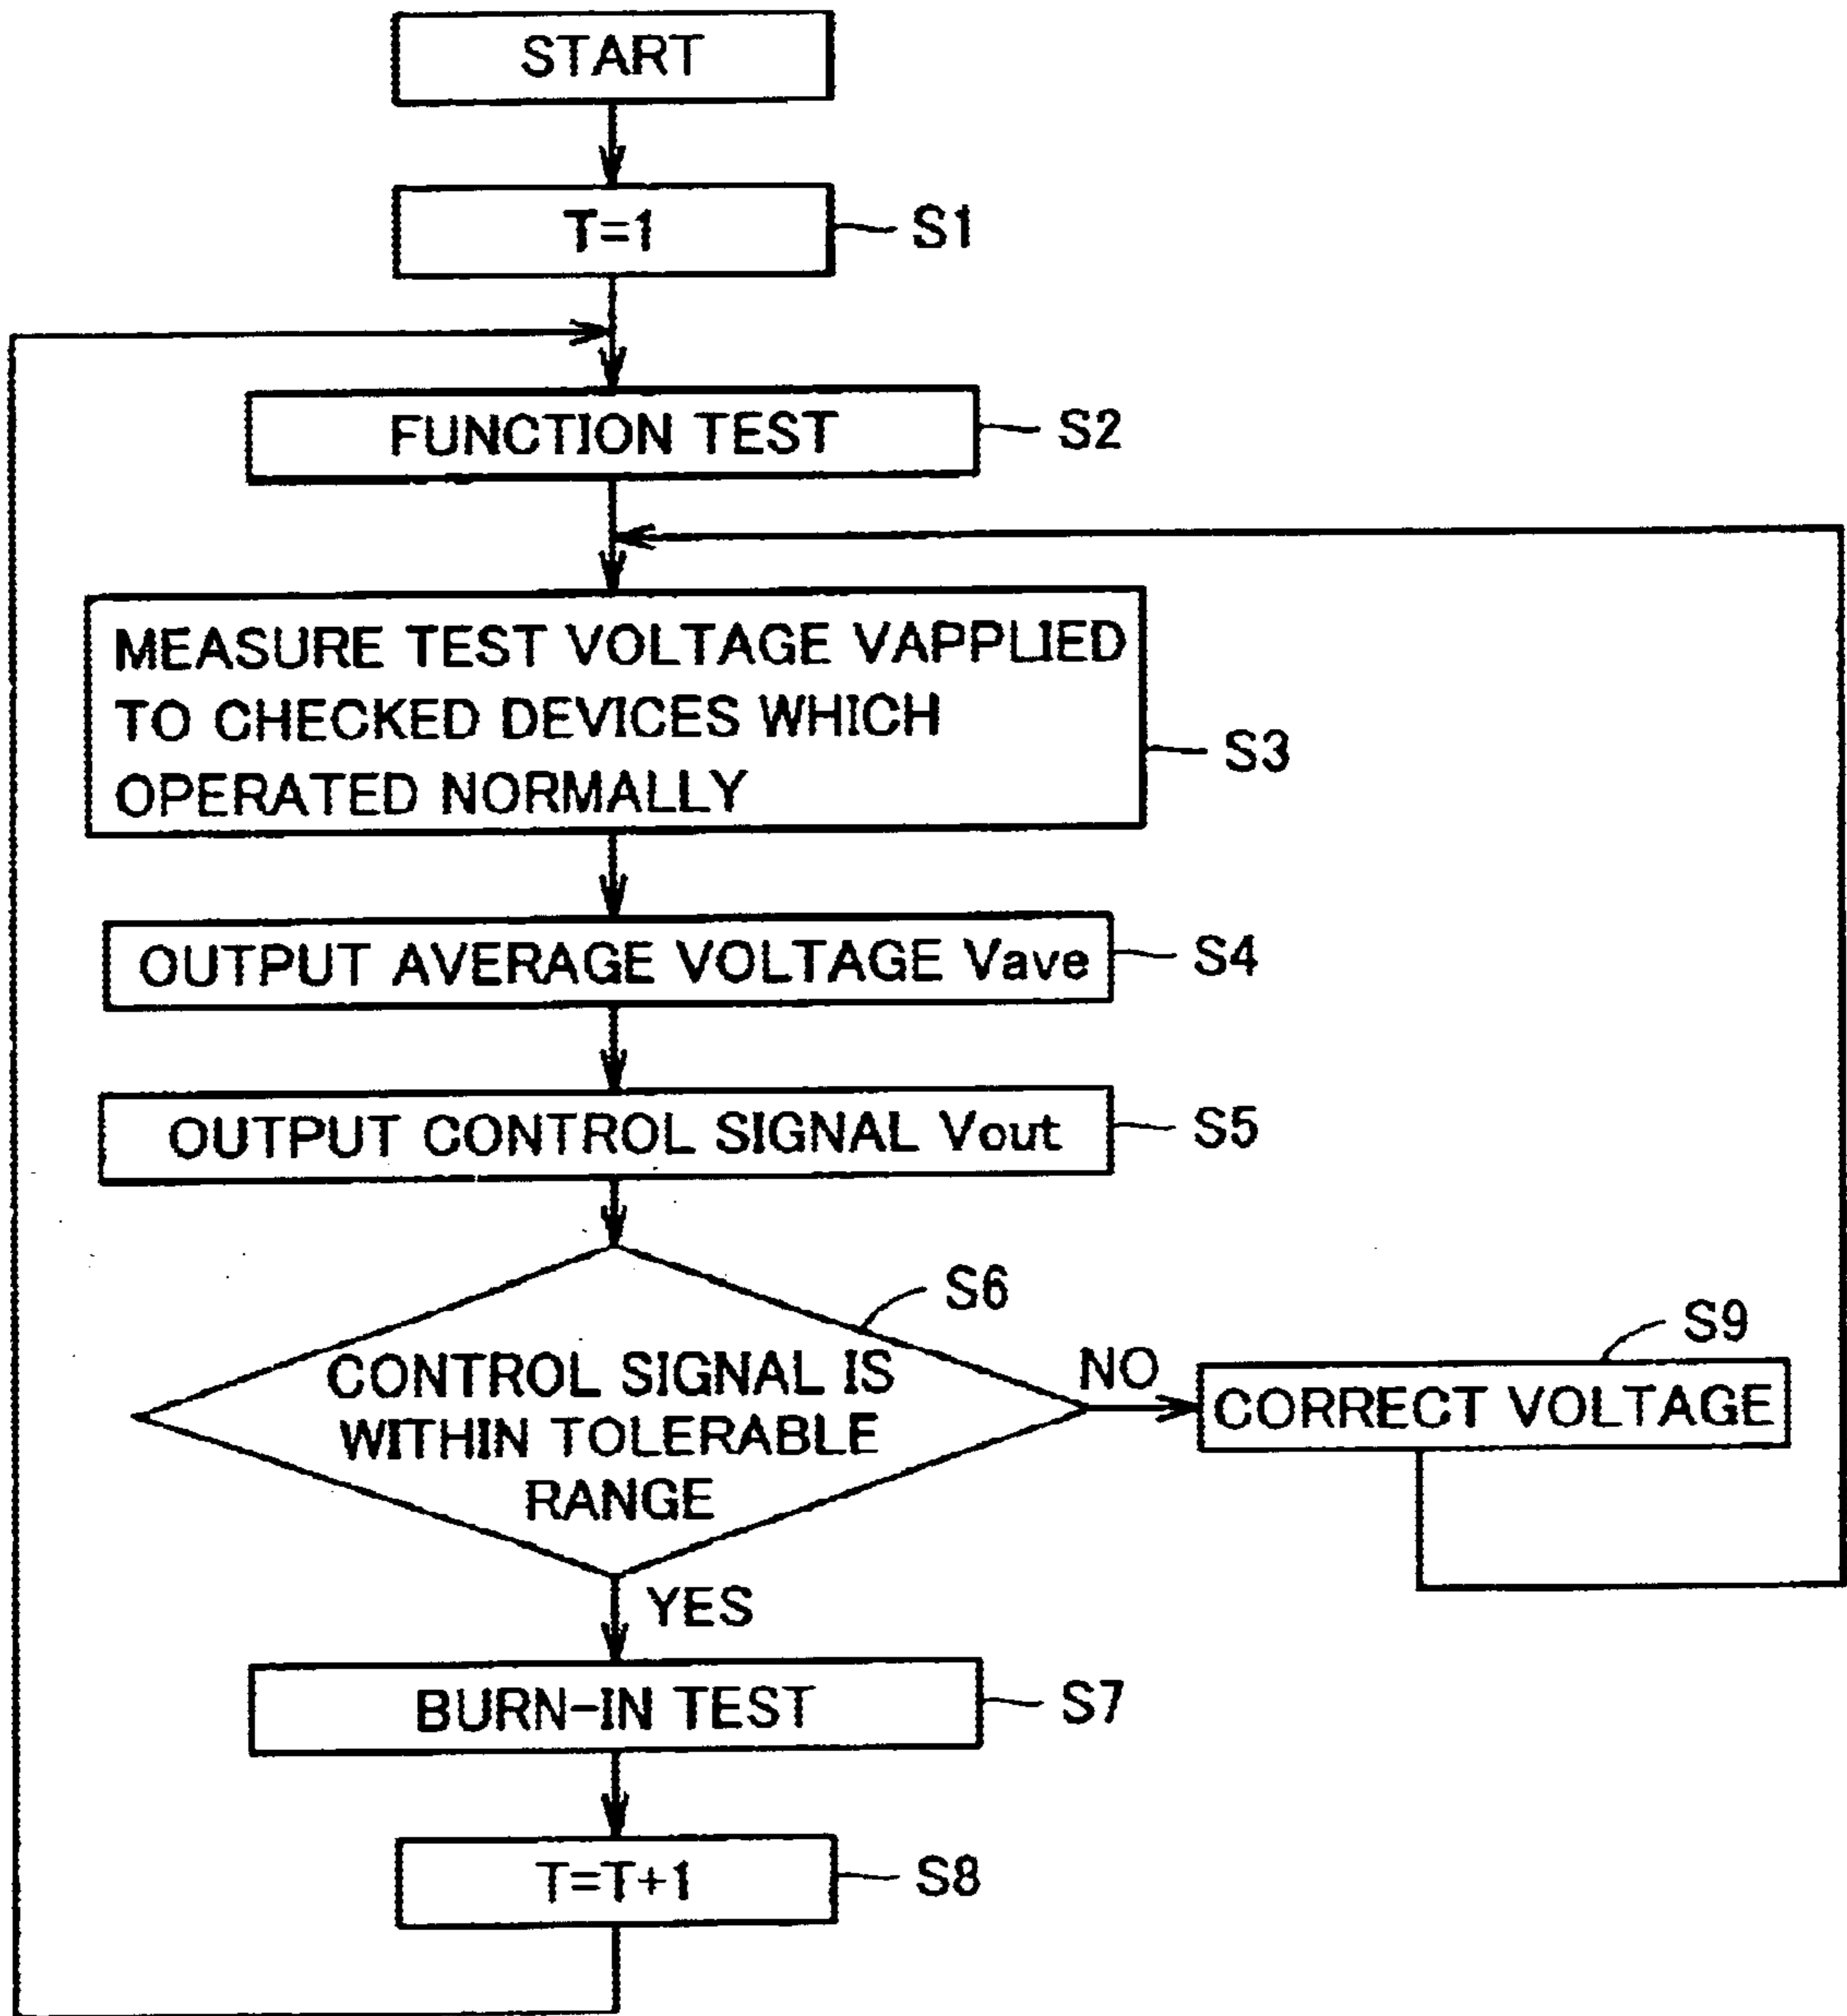 START
T=1
S1
FUNCTION TEST
S2
MEASURE TEST VOLTAGE VAPPLIED
TO CHECKED DEVICES WHICH
OPERATED NORMALLY
S3
OUTPUT AVERAGE VOLTAGE Vave
S4
OUTPUT CONTROL SIGNAL Vout
S5
S6
CONTROL SIGNAL IS
WITHIN TOLERABLE
RANGE
NO
S9
CORRECT VOLTAGE
YES
BURN-IN TEST
S7
T=T+1
S8